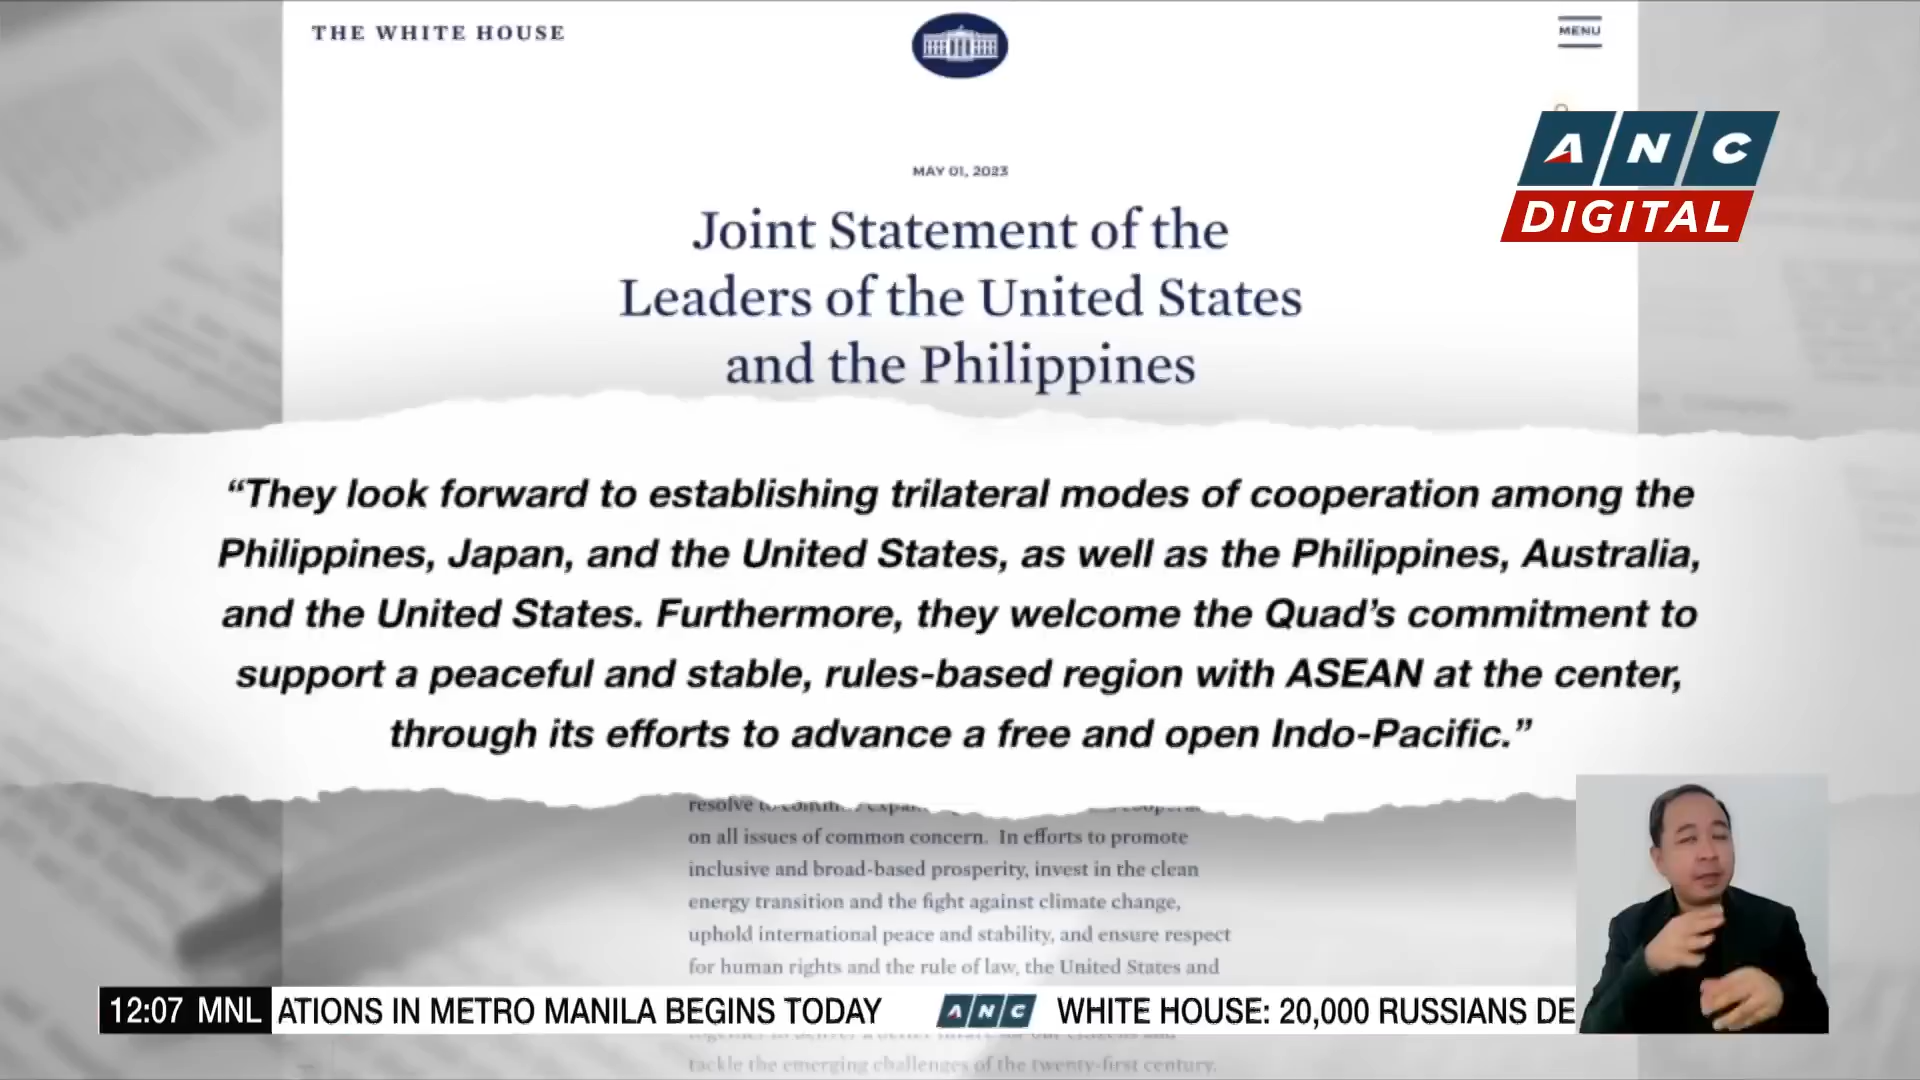 THE WHITE HOUSE
MENU
ANC
DIGITAL
MAY 01, 2023
Joint Statement of the
Leaders of the United States
and the Philippines
“They look forward to establishing trilateral modes of cooperation among the
Philippines, Japan, and the United States, as well as the Philippines, Australia,
and the United States. Furthermore, they welcome the Quad’s commitment to
support a peaceful and stable, rules-based region with ASEAN at the center,
through its efforts to advance a free and open Indo-Pacific.”
resolve
on all issues of common concern. In efforts to promote
inclusive and broad-based prosperity, invest in the clean
energy transition and the fight against climate change,
uphold international peace and stability, and ensure respect
for human rights and the rule of law, the United States and
12:07 MNL ATIONS IN METRO MANILA BEGINS TODAY ANC WHITE HOUSE: 20,000 RUSSIANS DE
tackle the emerging challenges of the twenty-first century.